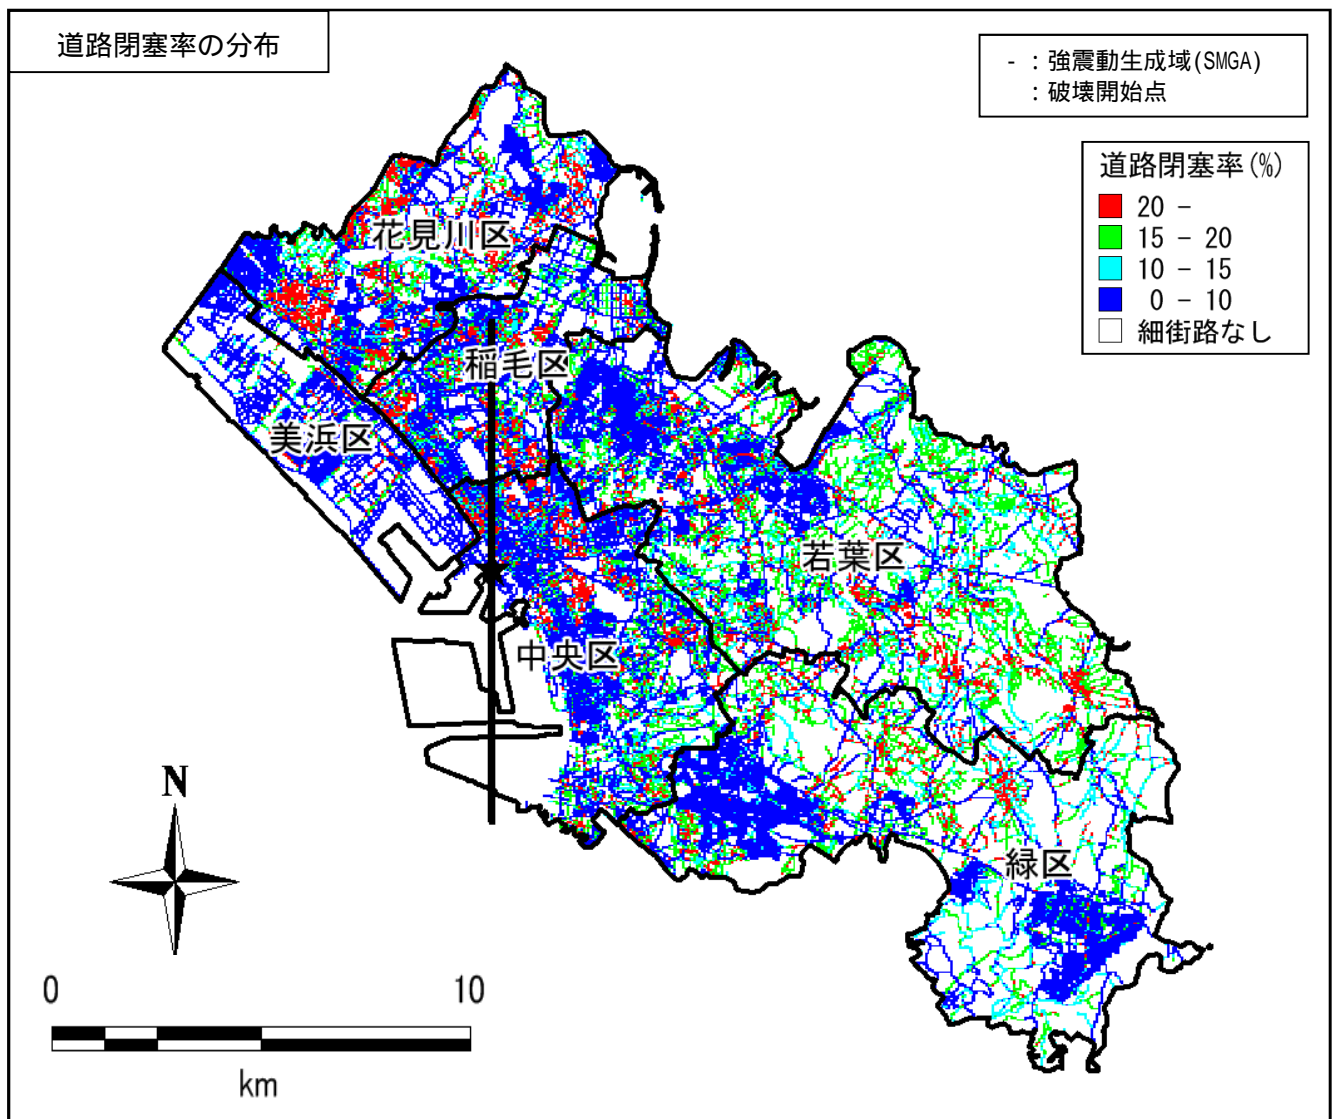 道路閉塞率の分布
- : 強震動生成域(SMGA)
: 破壊開始点
道路閉塞率(%)
20 -
15 - 20
10 - 15
0 - 10
細街路なし
花見川区
稲毛区
美浜区
若葉区
中央区
緑区
N
0 10
km